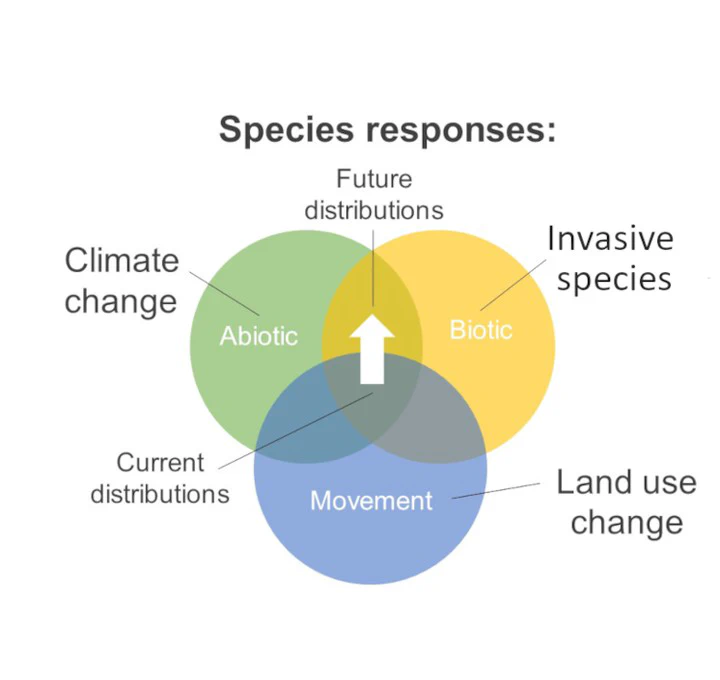 Species responses:
Future
distributions
Climate
change
Invasive
species
Abiotic
Biotic
Current
distributions
Movement
Land use
change